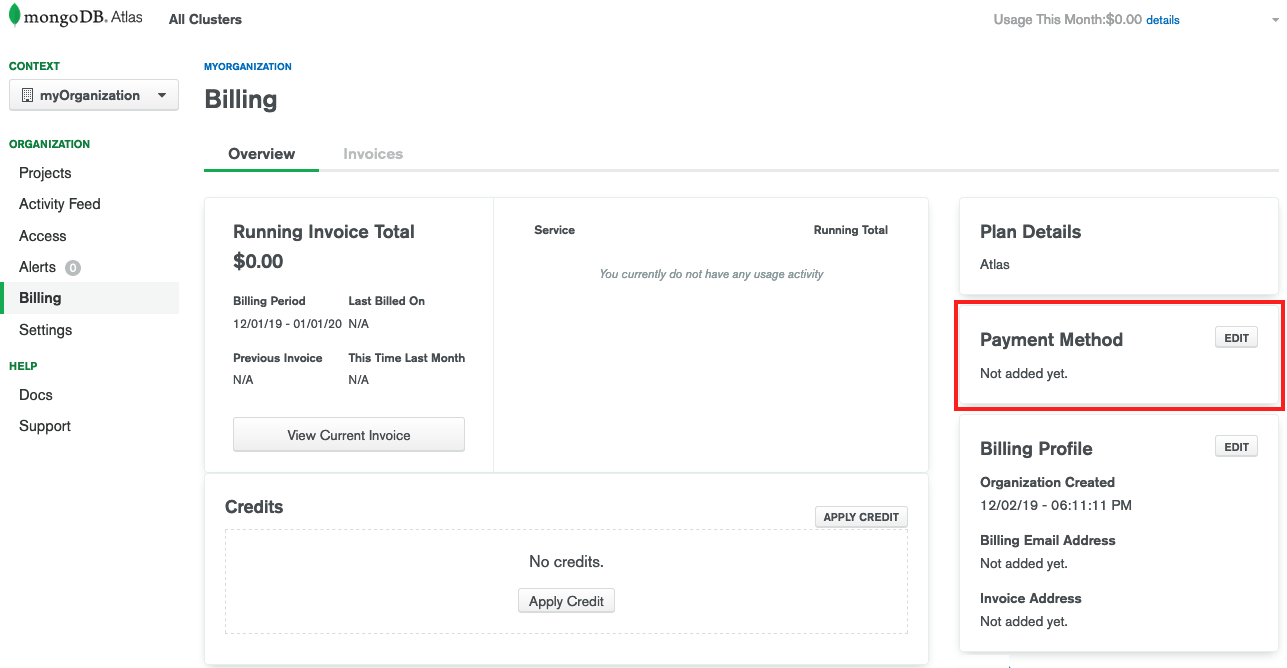 mongoDB. Atlas
All Clusters
Usage This Month:$0.00 details
CONTEXT
myOrganization
ORGANIZATION
Projects
Activity Feed
Access
Alerts 0
Billing
Settings
HELP
Docs
Support
MYORGANIZATION
Billing
Overview
Invoices
Running Invoice Total
$0.00
Billing Period
Last Billed On
12/01/19 - 01/01/20
N/A
Previous Invoice
This Time Last Month
N/A
N/A
View Current Invoice
Service
Running Total
You currently do not have any usage activity
Credits
APPLY CREDIT
No credits.
Apply Credit
Plan Details
Atlas
Payment Method
EDIT
Not added yet.
Billing Profile
EDIT
Organization Created
12/02/19 - 06:11:11 PM
Billing Email Address
Not added yet.
Invoice Address
Not added yet.